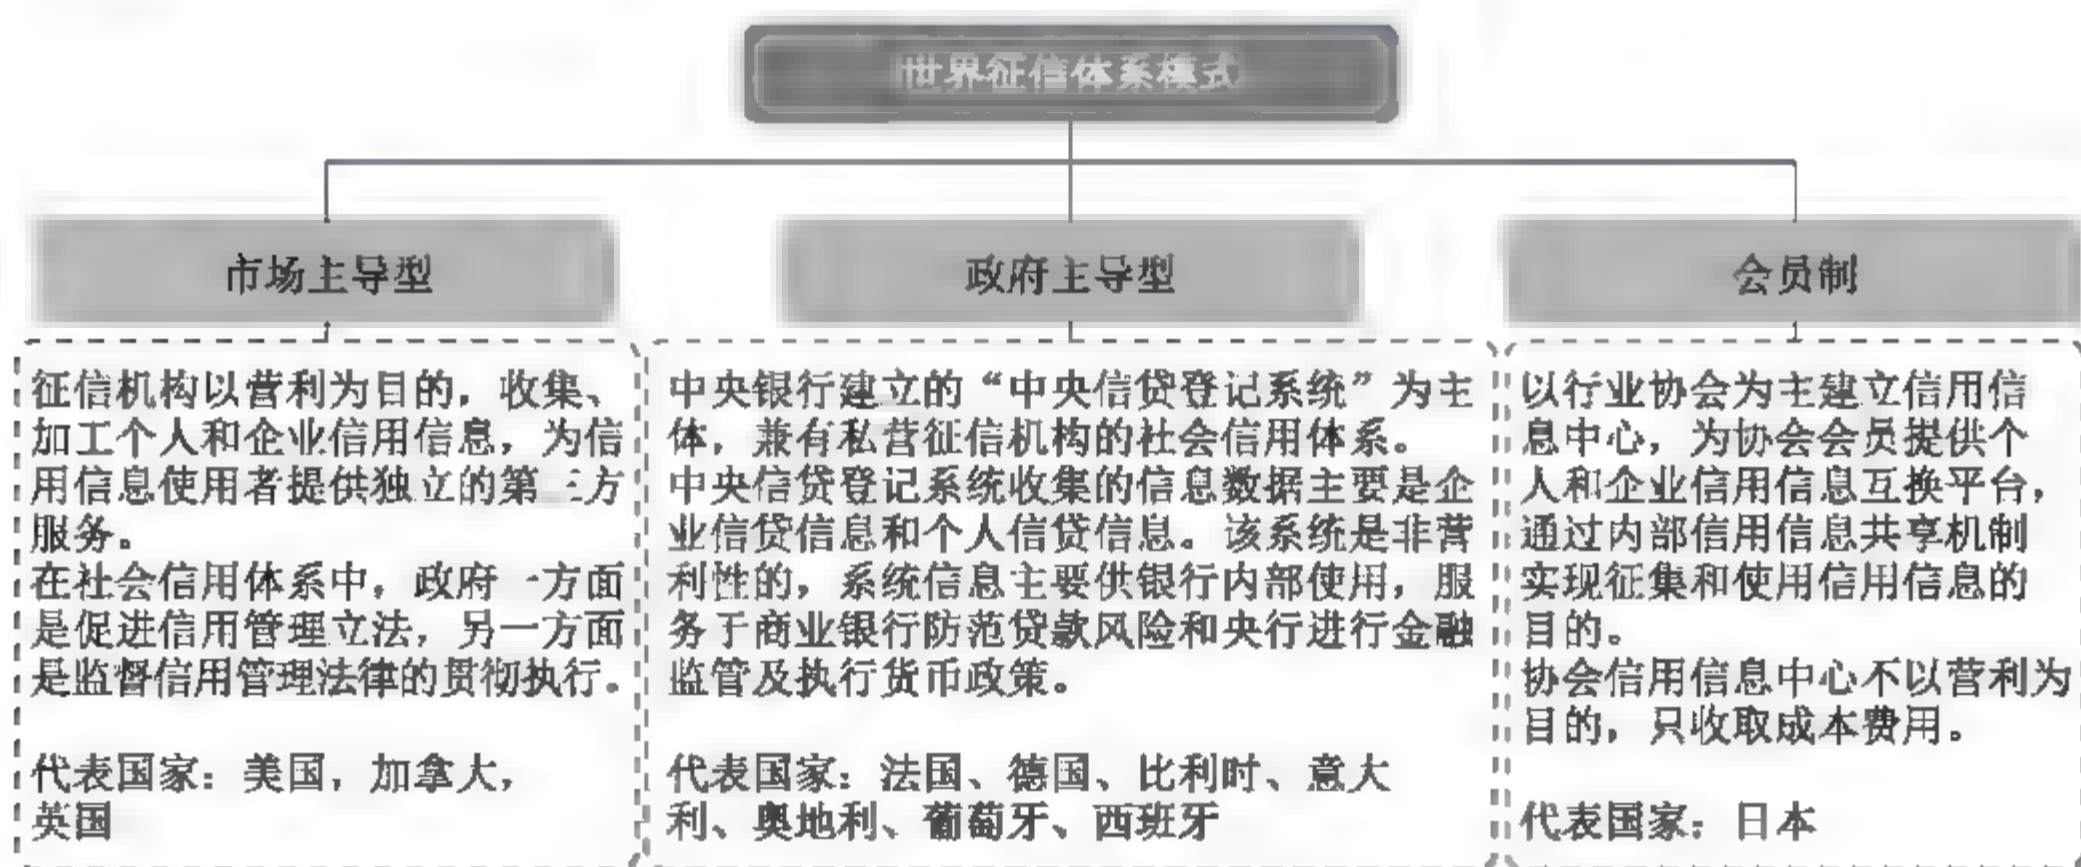 世界征信体系模式
市场主导型
征信机构以营利为目的，收集、
加工个人和企业信用信息，为信
用信息使用者提供独立的第三方
服务。
在社会信用体系中，政府一方面
是促进信用管理立法，另一方面
是监督信用管理法律的贯彻执行。
代表国家：美国，加拿大，
英国
政府主导型
中央银行建立的“中央信贷登记系统”为主
体，兼有私营征信机构的社会信用体系。
中央信贷登记系统收集的信息数据主要是企
业信贷信息和个人信贷信息。该系统是非营
利性的，系统信息主要供银行内部使用，服
务于商业银行防范贷款风险和央行进行金融
监管及执行货币政策。
代表国家：法国、德国、比利时、意大
利、奥地利、葡萄牙、西班牙
会员制
以行业协会为主建立信用信
息中心，为协会会员提供个
人和企业信用信息互换平台，
通过内部信用信息共享机制
实现征集和使用信用信息的
目的。
协会信用信息中心不以营利为
目的，只收取成本费用。
代表国家：日本